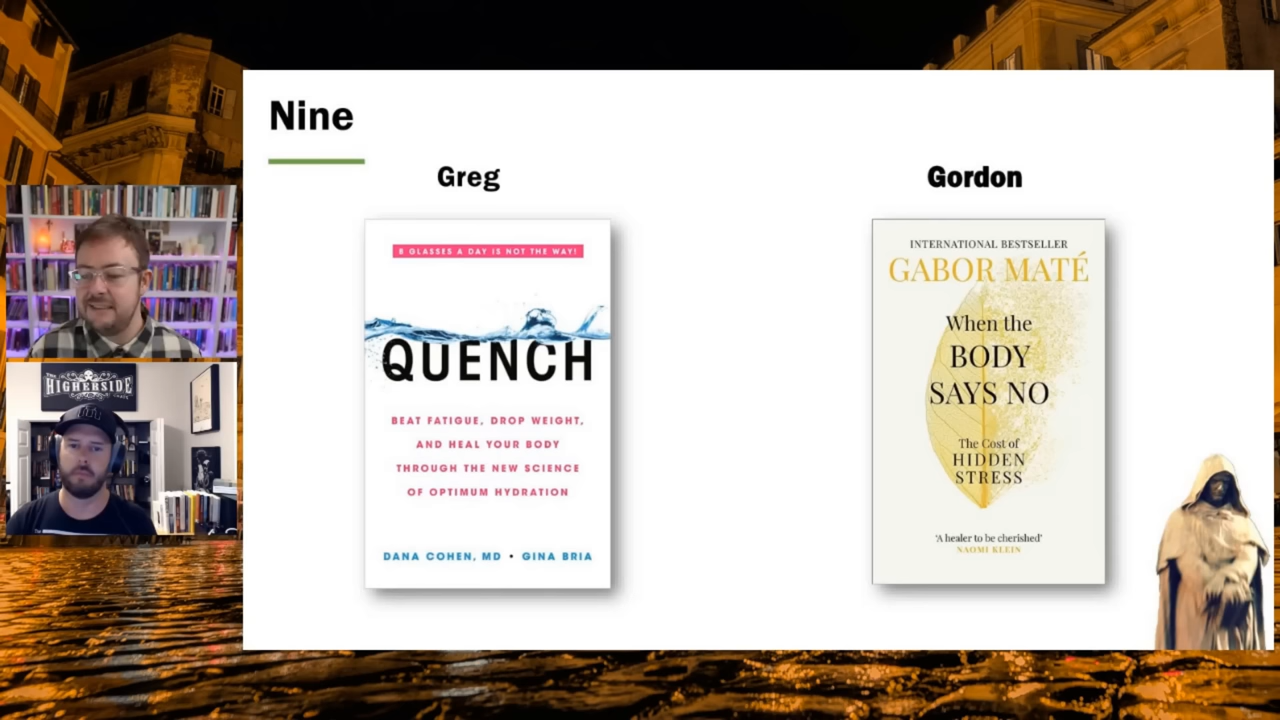 Nine
Greg
Gordon
8 GLASSES A DAY IS NOT THE WAY!
QUENCH
BEAT FATIGUE, DROP WEIGHT,
AND HEAL YOUR BODY
THROUGH THE NEW SCIENCE
OF OPTIMUM HYDRATION
DANA COHEN, MD • GINA BRIA
INTERNATIONAL BESTSELLER
GABOR MATÉ
When the
BODY
SAYS NO
The Cost of
HIDDEN
STRESS
'A healer to be cherished'
NAOMI KLEIN
THE
HIGHERSIDE
CHATS